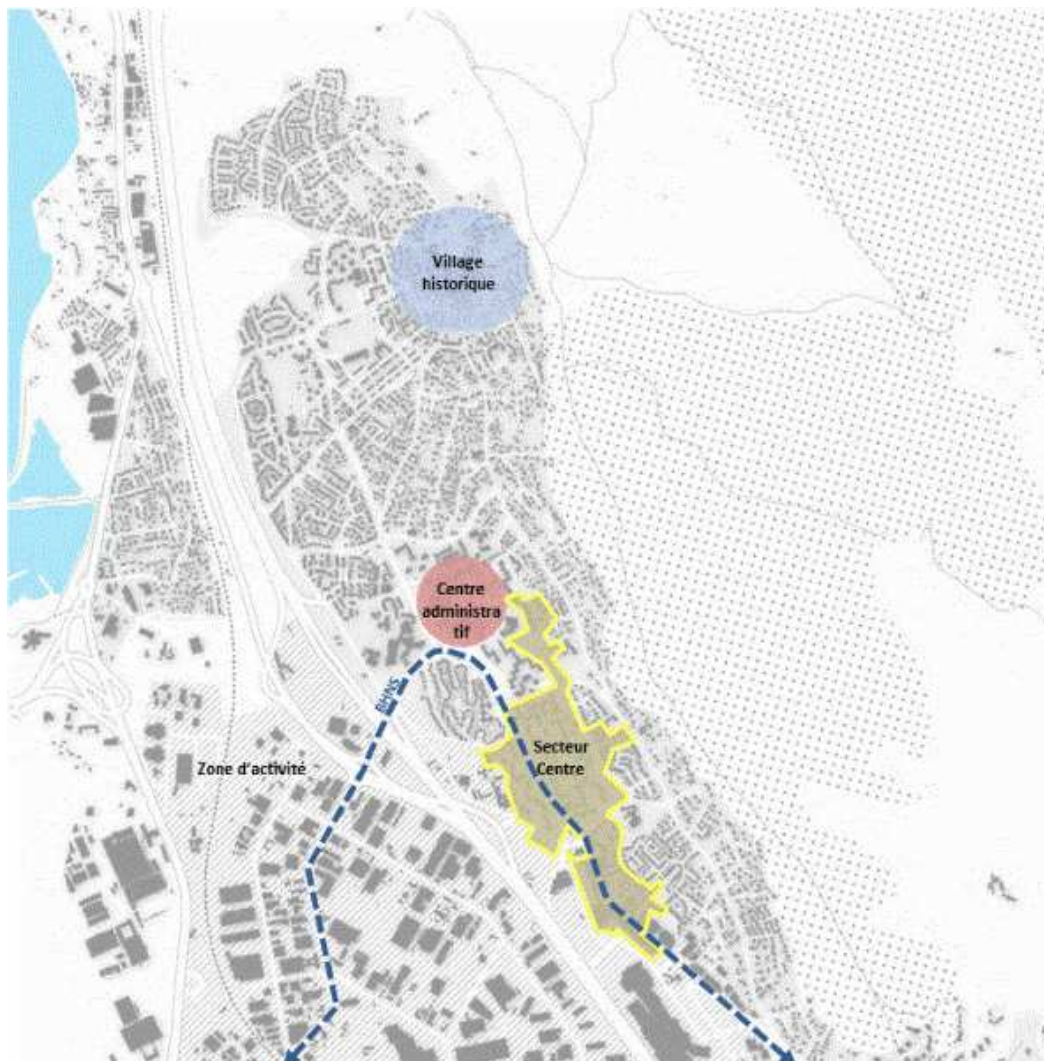 Village
historique
Centre
administra
tif
BHNS
Secteur
Centre
Zone d'activité